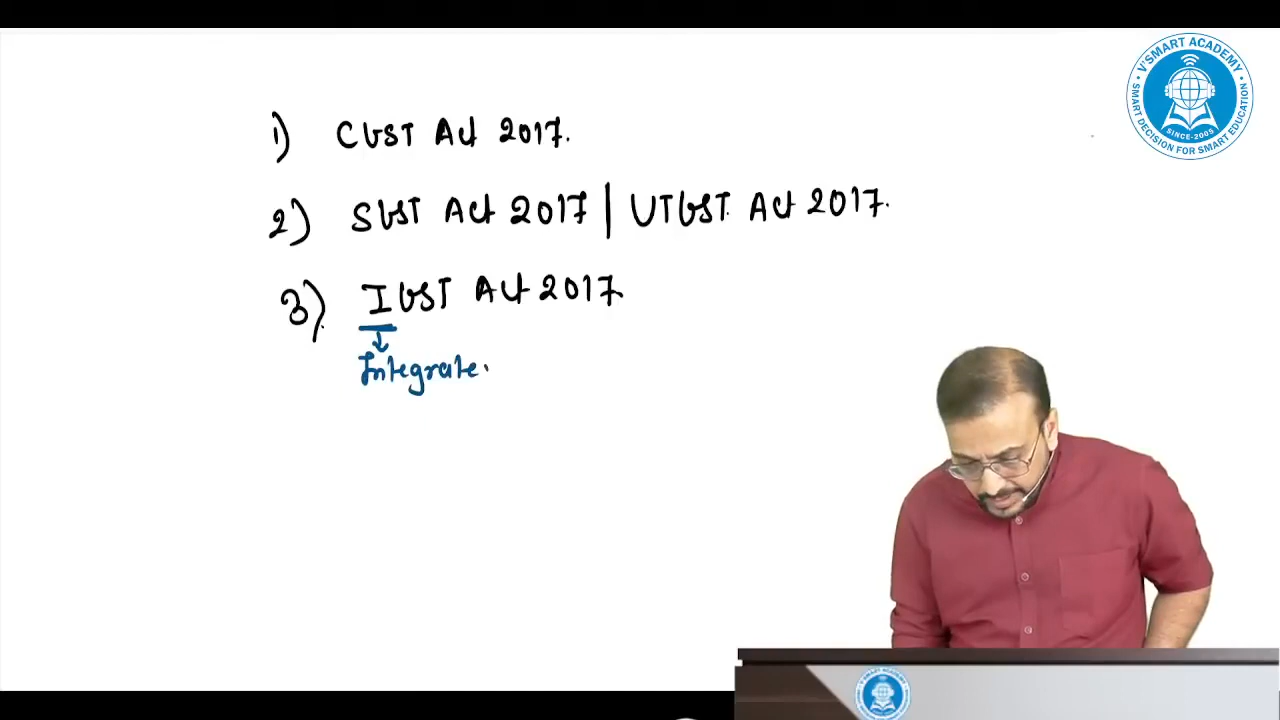 V'SMART ACADEMY
SMART DECISION FOR SMART EDUCATION
SINCE-2005
1) CGST Act 2017.
2) SGST Act 2017 | UTGST Act 2017.
3) IGST Act 2017
Integrate.